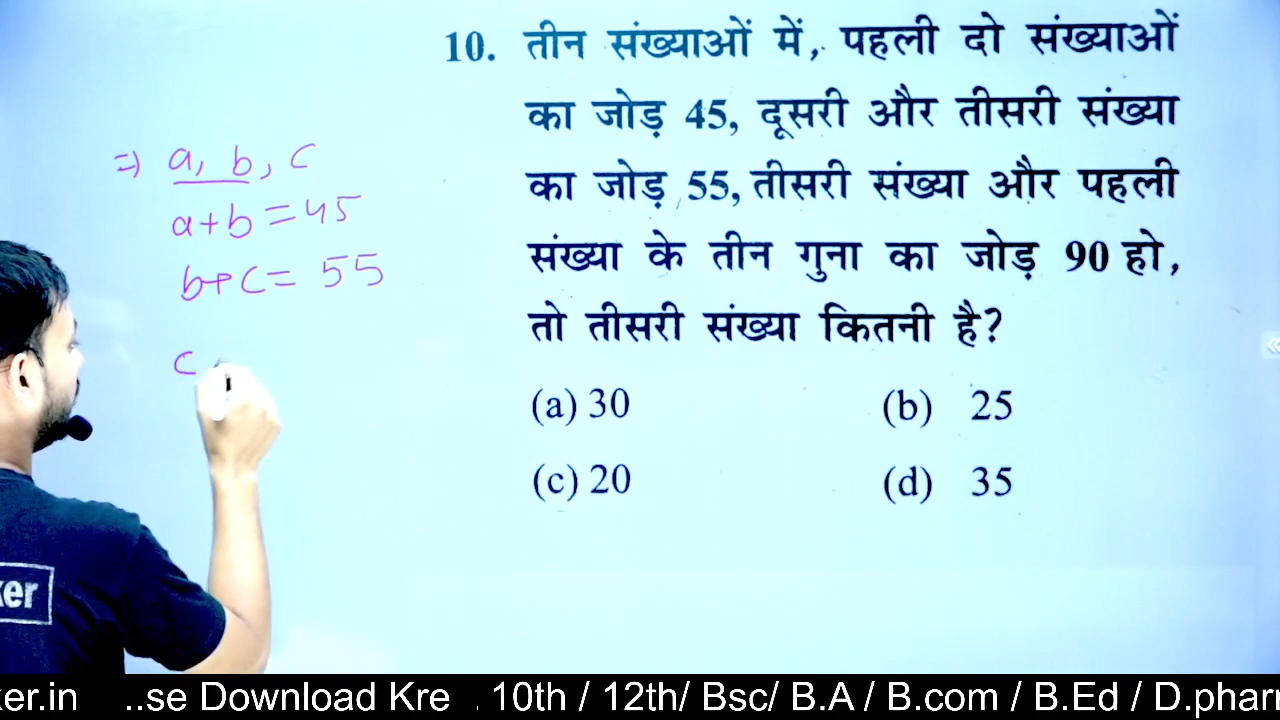 10. तीन संख्याओं में, पहली दो संख्याओं
का जोड़ 45, दूसरी और तीसरी संख्या
का जोड़ 55, तीसरी संख्या और पहली
संख्या के तीन गुना का जोड़ 90 हो,
तो तीसरी संख्या कितनी है?
(a) 30 (b) 25
(c) 20 (d) 35
=) a, b, c
a+b=45
b+c= 55
c
ker
ker.in ..se Download Kre . 10th / 12th/ Bsc/ B.A / B.com / B.Ed / D.phar